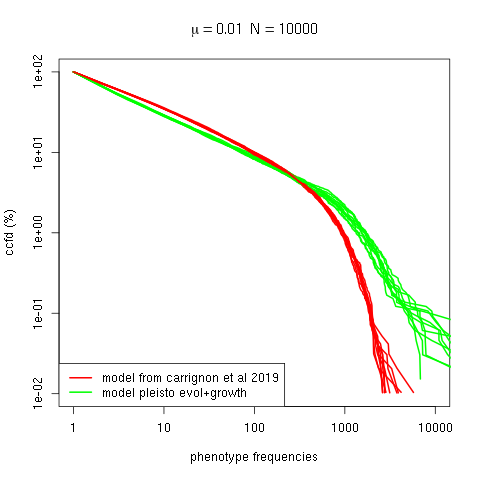 μ = 0.01 N = 10000
1e+02
1e+01
1e+00
1e-01
1e-02
ccfd (%)
model from carrignon et al 2019
model pleisto evol+growth
1 10 100 1000 10000
phenotype frequencies